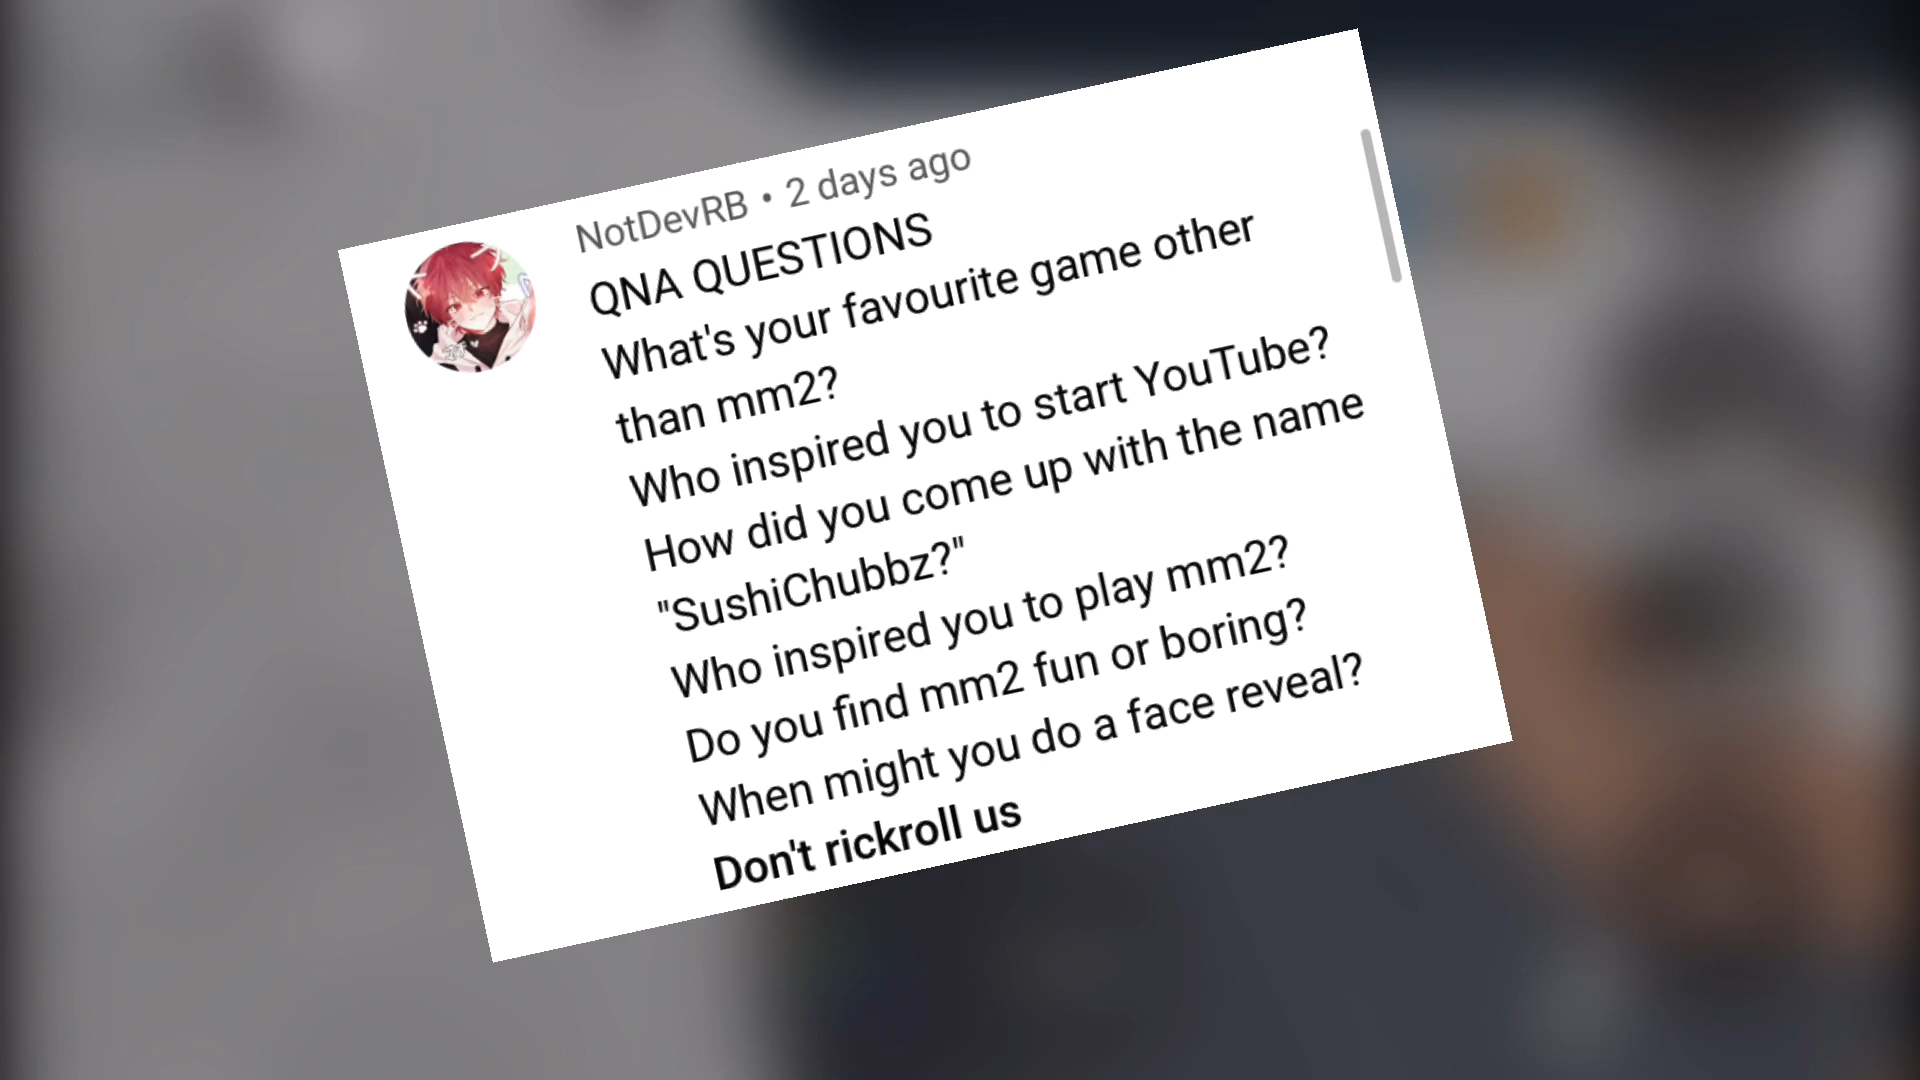 NotDevRB • 2 days ago
QNA QUESTIONS
What's your favourite game other
than mm2?
Who inspired you to start YouTube?
How did you come up with the name
"SushiChubbz?"
Who inspired you to play mm2?
Do you find mm2 fun or boring?
When might you do a face reveal?
Don't rickroll us